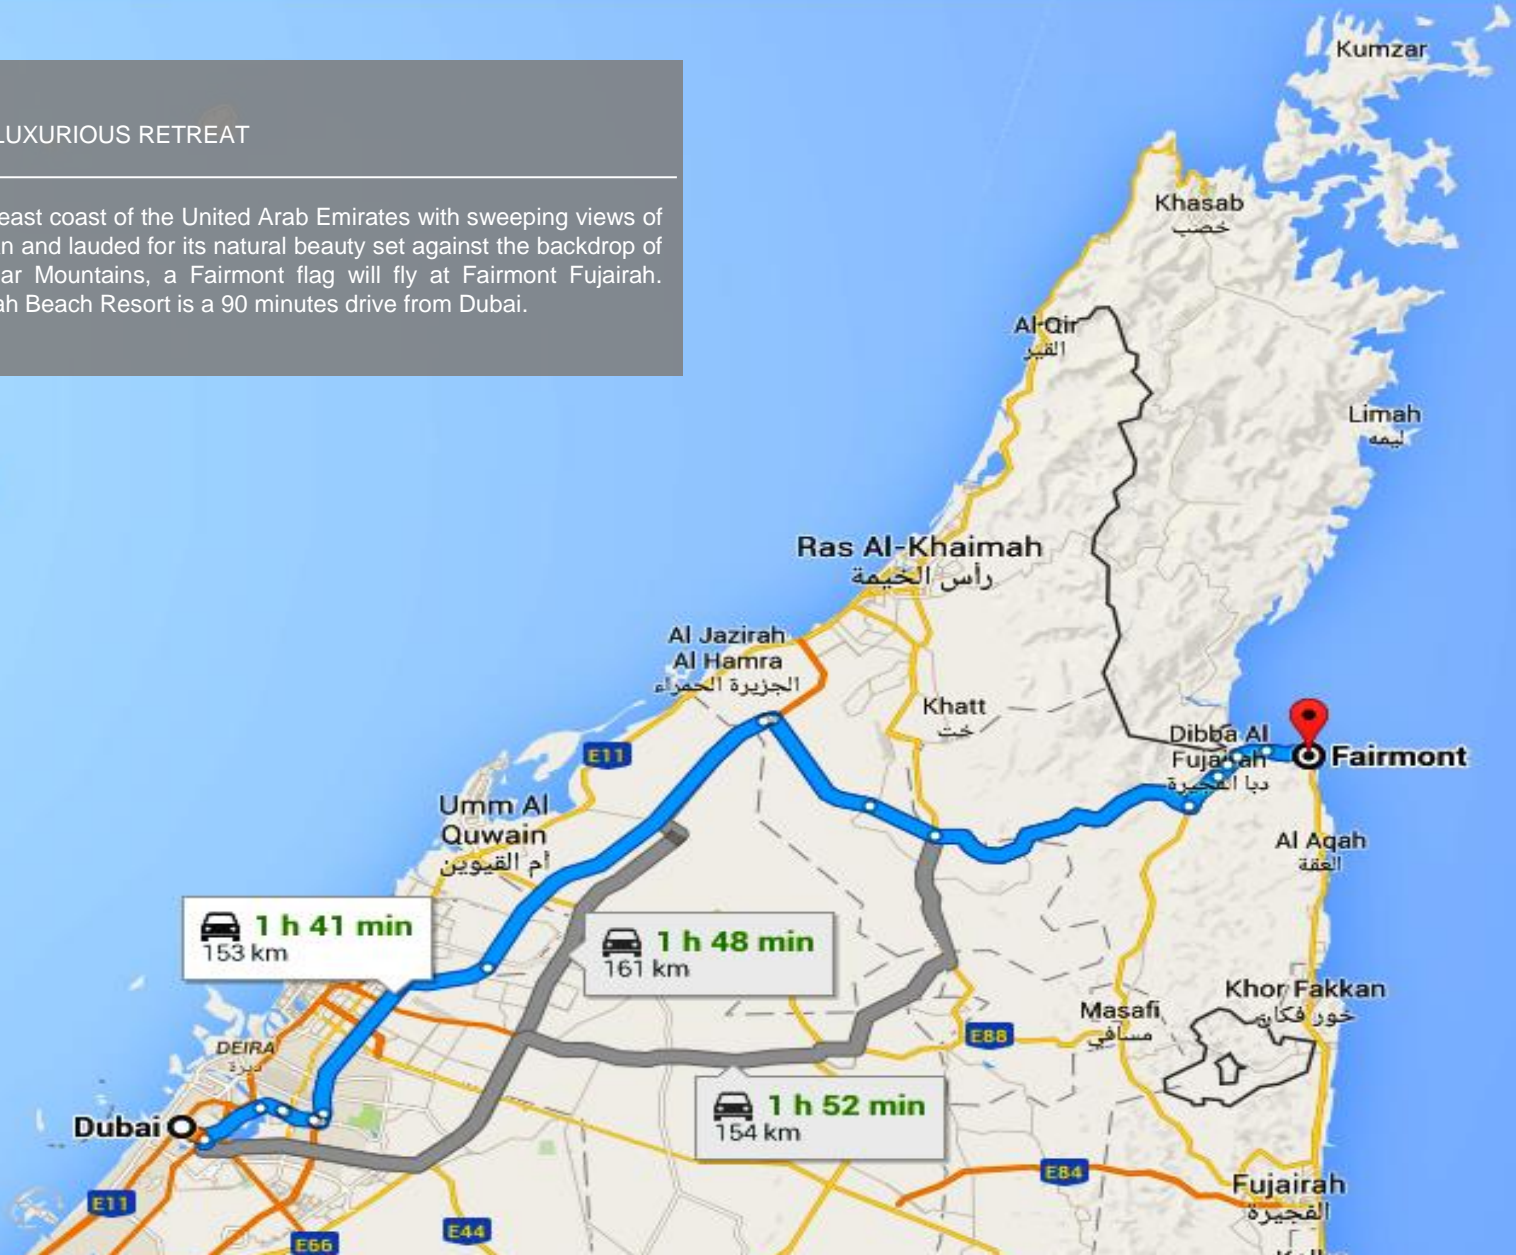 LUXURIOUS RETREAT
east coast of the United Arab Emirates with sweeping views of
and lauded for its natural beauty set against the backdrop of
Mountains, a Fairmont flag will fly at Fairmont Fujairah.
Beach Resort is a 90 minutes drive from Dubai.
Kumzar
Khasab
خصب
Al Qir
القير
Limah
ليمه
Ras Al-Khaimah
رأس الخيمة
Al Jazirah
Al Hamra
الجزيرة الحمراء
Khatt
خت
Dibba Al
Fujairah
دبا الفجيرة
Fairmont
E11
Umm Al
Quwain
أم القيوين
Al Aqah
العقة
1 h 41 min
153 km
1 h 48 min
161 km
Khor Fakkan
خور فكان
Masafi
مسافي
E88
DEIRA
ديرة
1 h 52 min
154 km
Dubai
E84
Fujairah
الفجيرة
E11
E44
E66